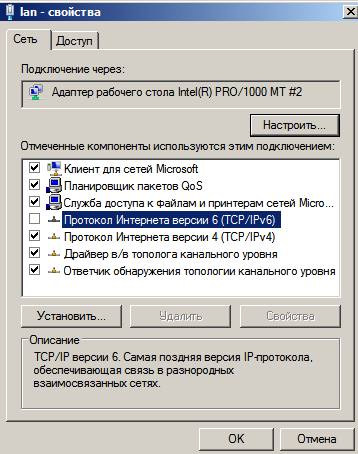 lan - свойства
Сеть
Доступ
Подключение через:
Адаптер рабочего стола Intel(R) PRO/1000 MT #2
Настроить...
Отмеченные компоненты используются этим подключением:
Клиент для сетей Microsoft
Планировщик пакетов QoS
Служба доступа к файлам и принтерам сетей Micro...
Протокол Интернета версии 6 (TCP/IPv6)
Протокол Интернета версии 4 (TCP/IPv4)
Драйвер в/в тополога канального уровня
Ответчик обнаружения топологии канального уровня
Установить...
Удалить
Свойства
Описание
TCP/IP версии 6. Самая поздняя версия IP-протокола,
обеспечивающая связь в разнородных
взаимосвязанных сетях.
OK
Отмена